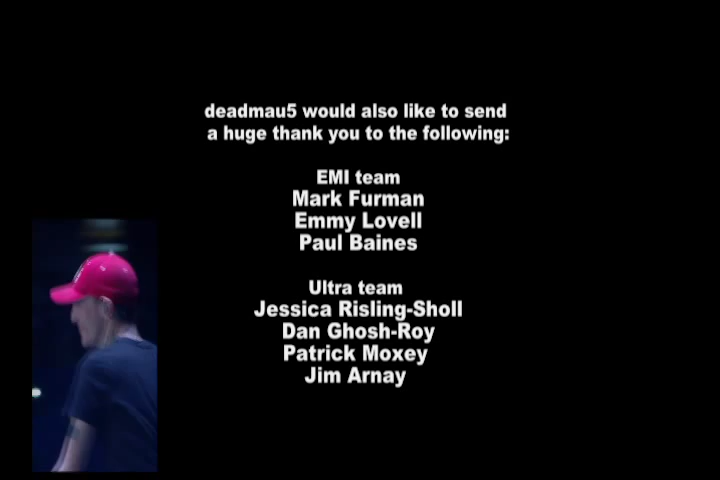 deadmau5 would also like to send
a huge thank you to the following:
EMI team
Mark Furman
Emmy Lovell
Paul Baines
Ultra team
Jessica Risling-Sholl
Dan Ghosh-Roy
Patrick Moxey
Jim Arnay